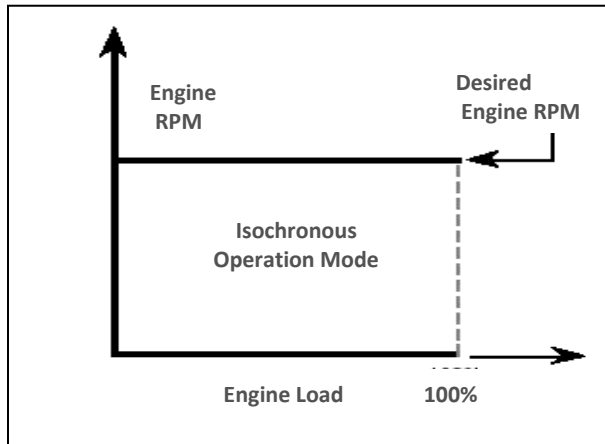 Engine
RPM
Desired
Engine RPM
Isochronous
Operation Mode
Engine Load
100%